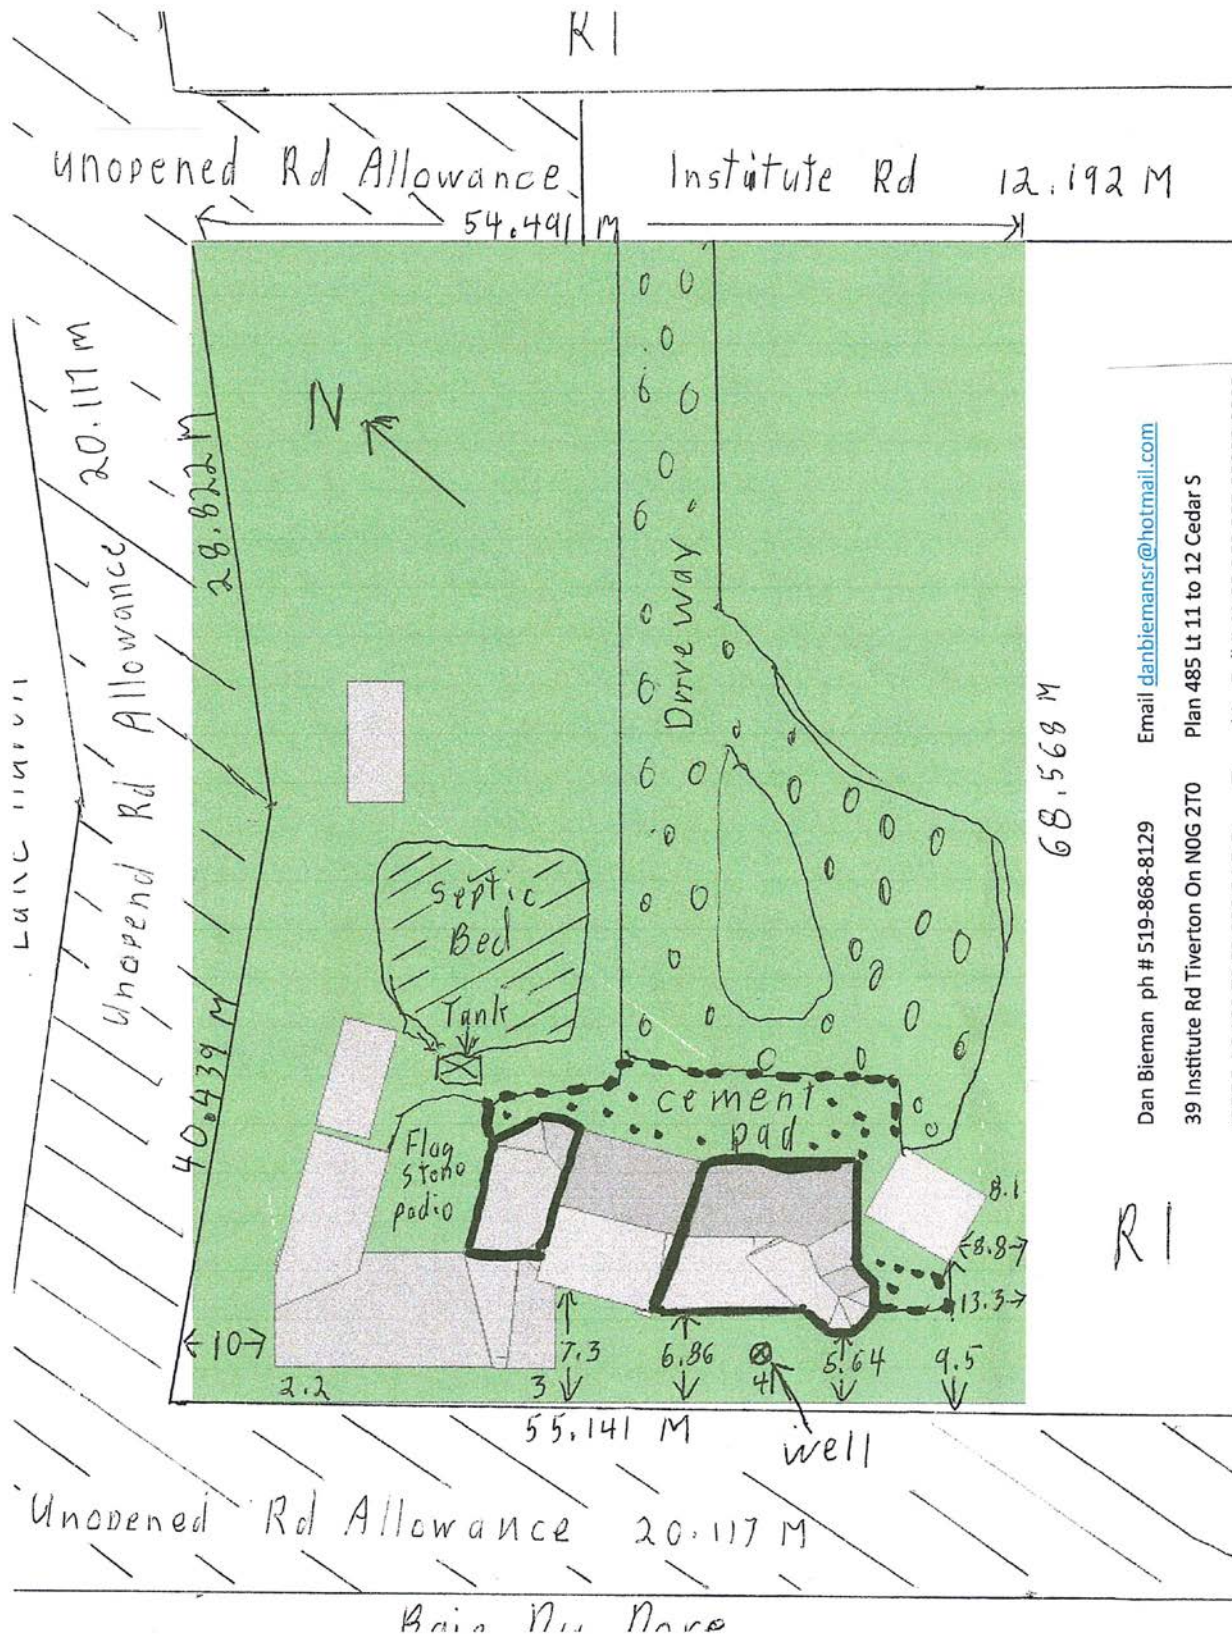 R1
Unopened Rd Allowance
Institute Rd 12.192 M
54.491 M
20.117 m
Unopend Rd Allowance
28.822 M
N
Driveway
68.568 M
Septic
Bed
Tank
40.439 M
cement
pad
Flag
stone
padio
8.1
8.8
13.3
R1
10
7.3
6.86
5.64
9.5
2.2
3
41
55.141 M
well
Unopened Rd Allowance 20.117 M
Dan Bieman ph # 519-868-8129 Email danbiemansr@hotmail.com
39 Institute Rd Tiverton On N0G 2T0 Plan 485 Lt 11 to 12 Cedar S